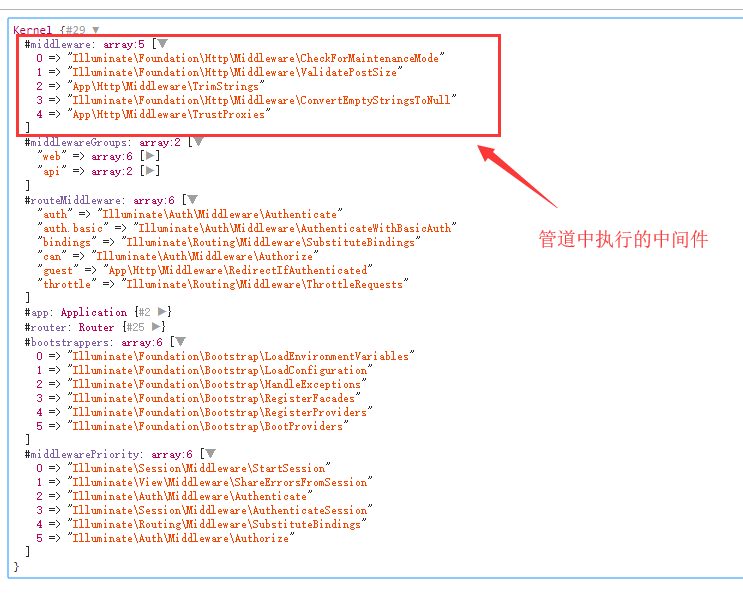 Kernel {#29 ▼
#middleware: array:5 [▼
0 => "Illuminate\Foundation\Http\Middleware\CheckForMaintenanceMode"
1 => "Illuminate\Foundation\Http\Middleware\ValidatePostSize"
2 => "App\Http\Middleware\TrimStrings"
3 => "Illuminate\Foundation\Http\Middleware\ConvertEmptyStringsToNull"
4 => "App\Http\Middleware\TrustProxies"
]
#middlewareGroups: array:2 [▼
"web" => array:6 [▶]
"api" => array:2 [▶]
]
#routeMiddleware: array:6 [▼
"auth" => "Illuminate\Auth\Middleware\Authenticate"
"auth.basic" => "Illuminate\Auth\Middleware\AuthenticateWithBasicAuth"
"bindings" => "Illuminate\Routing\Middleware\SubstituteBindings"
"can" => "Illuminate\Auth\Middleware\Authorize"
"guest" => "App\Http\Middleware\RedirectIfAuthenticated"
"throttle" => "Illuminate\Routing\Middleware\ThrottleRequests"
]
管道中执行的中间件
#app: Application {#2 ▶}
#router: Router {#25 ▶}
#bootstrappers: array:6 [▼
0 => "Illuminate\Foundation\Bootstrap\LoadEnvironmentVariables"
1 => "Illuminate\Foundation\Bootstrap\LoadConfiguration"
2 => "Illuminate\Foundation\Bootstrap\HandleExceptions"
3 => "Illuminate\Foundation\Bootstrap\RegisterFacades"
4 => "Illuminate\Foundation\Bootstrap\RegisterProviders"
5 => "Illuminate\Foundation\Bootstrap\BootProviders"
]
#middlewarePriority: array:6 [▼
0 => "Illuminate\Session\Middleware\StartSession"
1 => "Illuminate\View\Middleware\ShareErrorsFromSession"
2 => "Illuminate\Auth\Middleware\Authenticate"
3 => "Illuminate\Session\Middleware\AuthenticateSession"
4 => "Illuminate\Routing\Middleware\SubstituteBindings"
5 => "Illuminate\Auth\Middleware\Authorize"
]
}